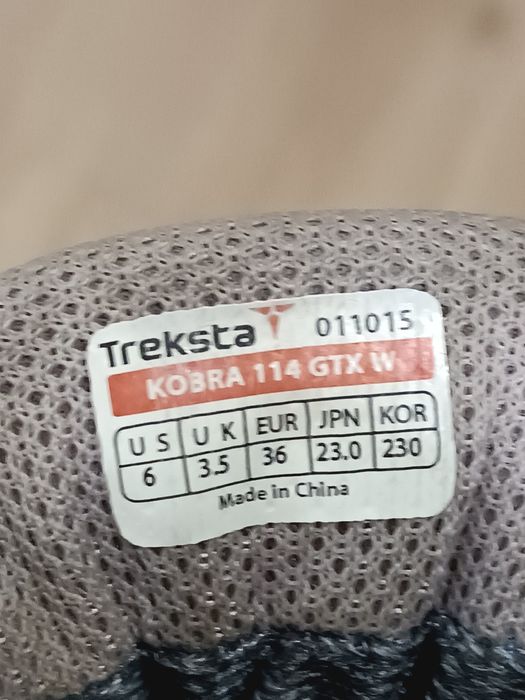 Treksta 011015
KOBRA 114 GTX W
US UK EUR JPN KOR
6 3.5 36 23.0 230
Made in China